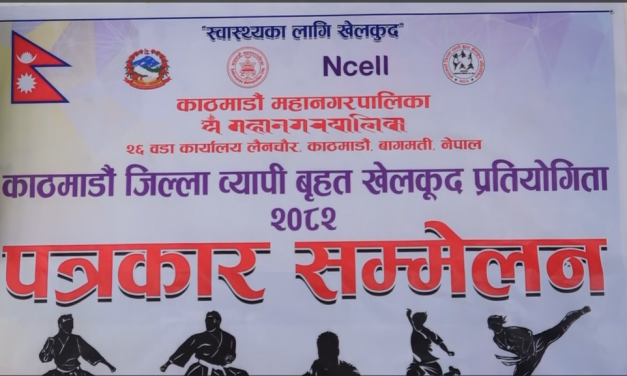 "स्वास्थ्यका लागि खेलकुद"
Ncell
काठमाडौं महानगरपालिका
२६ वडा कार्यालय लैनचौर, काठमाडौं, बागमती, नेपाल
काठमाडौं जिल्ला व्यापी बृहत खेलकूद प्रतियोगिता
२०८२
पत्रकार सम्मेलन